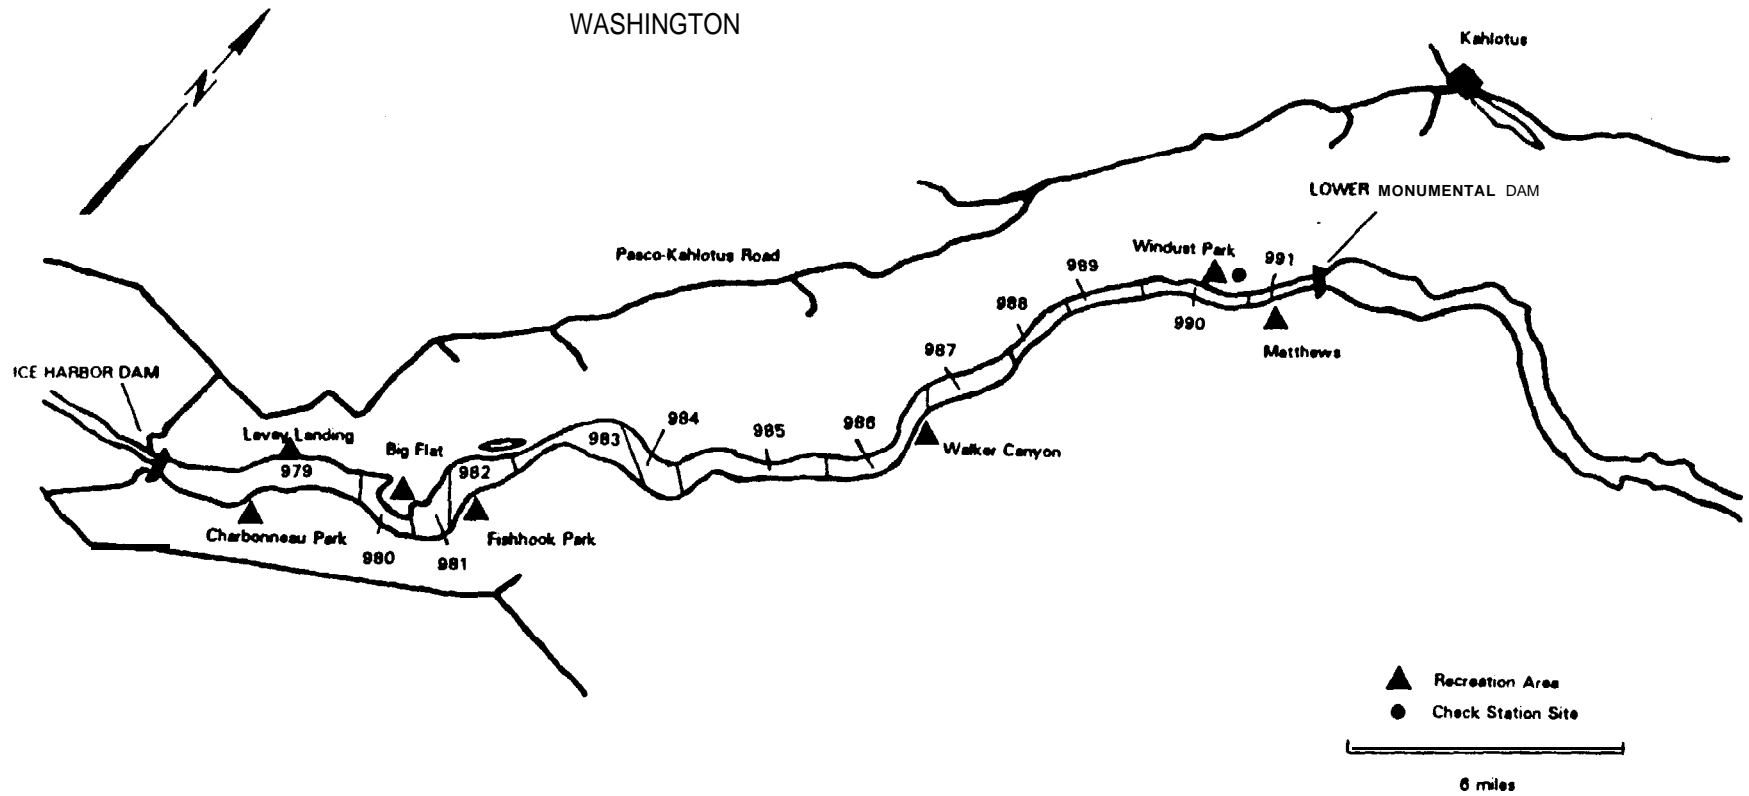 WASHINGTON
N
Kahlotus
LOWER MONUMENTAL DAM
Pasco-Kahlotus Road
Windust Park
991
989
988
990
987
Matthews
ICE HARBOR DAM
Levey Landing
Big Flat
984
983
985
986
Walker Canyon
979
982
Charbonneau Park
Fishhook Park
980
981
Recreation Area
Check Station Site
6 miles